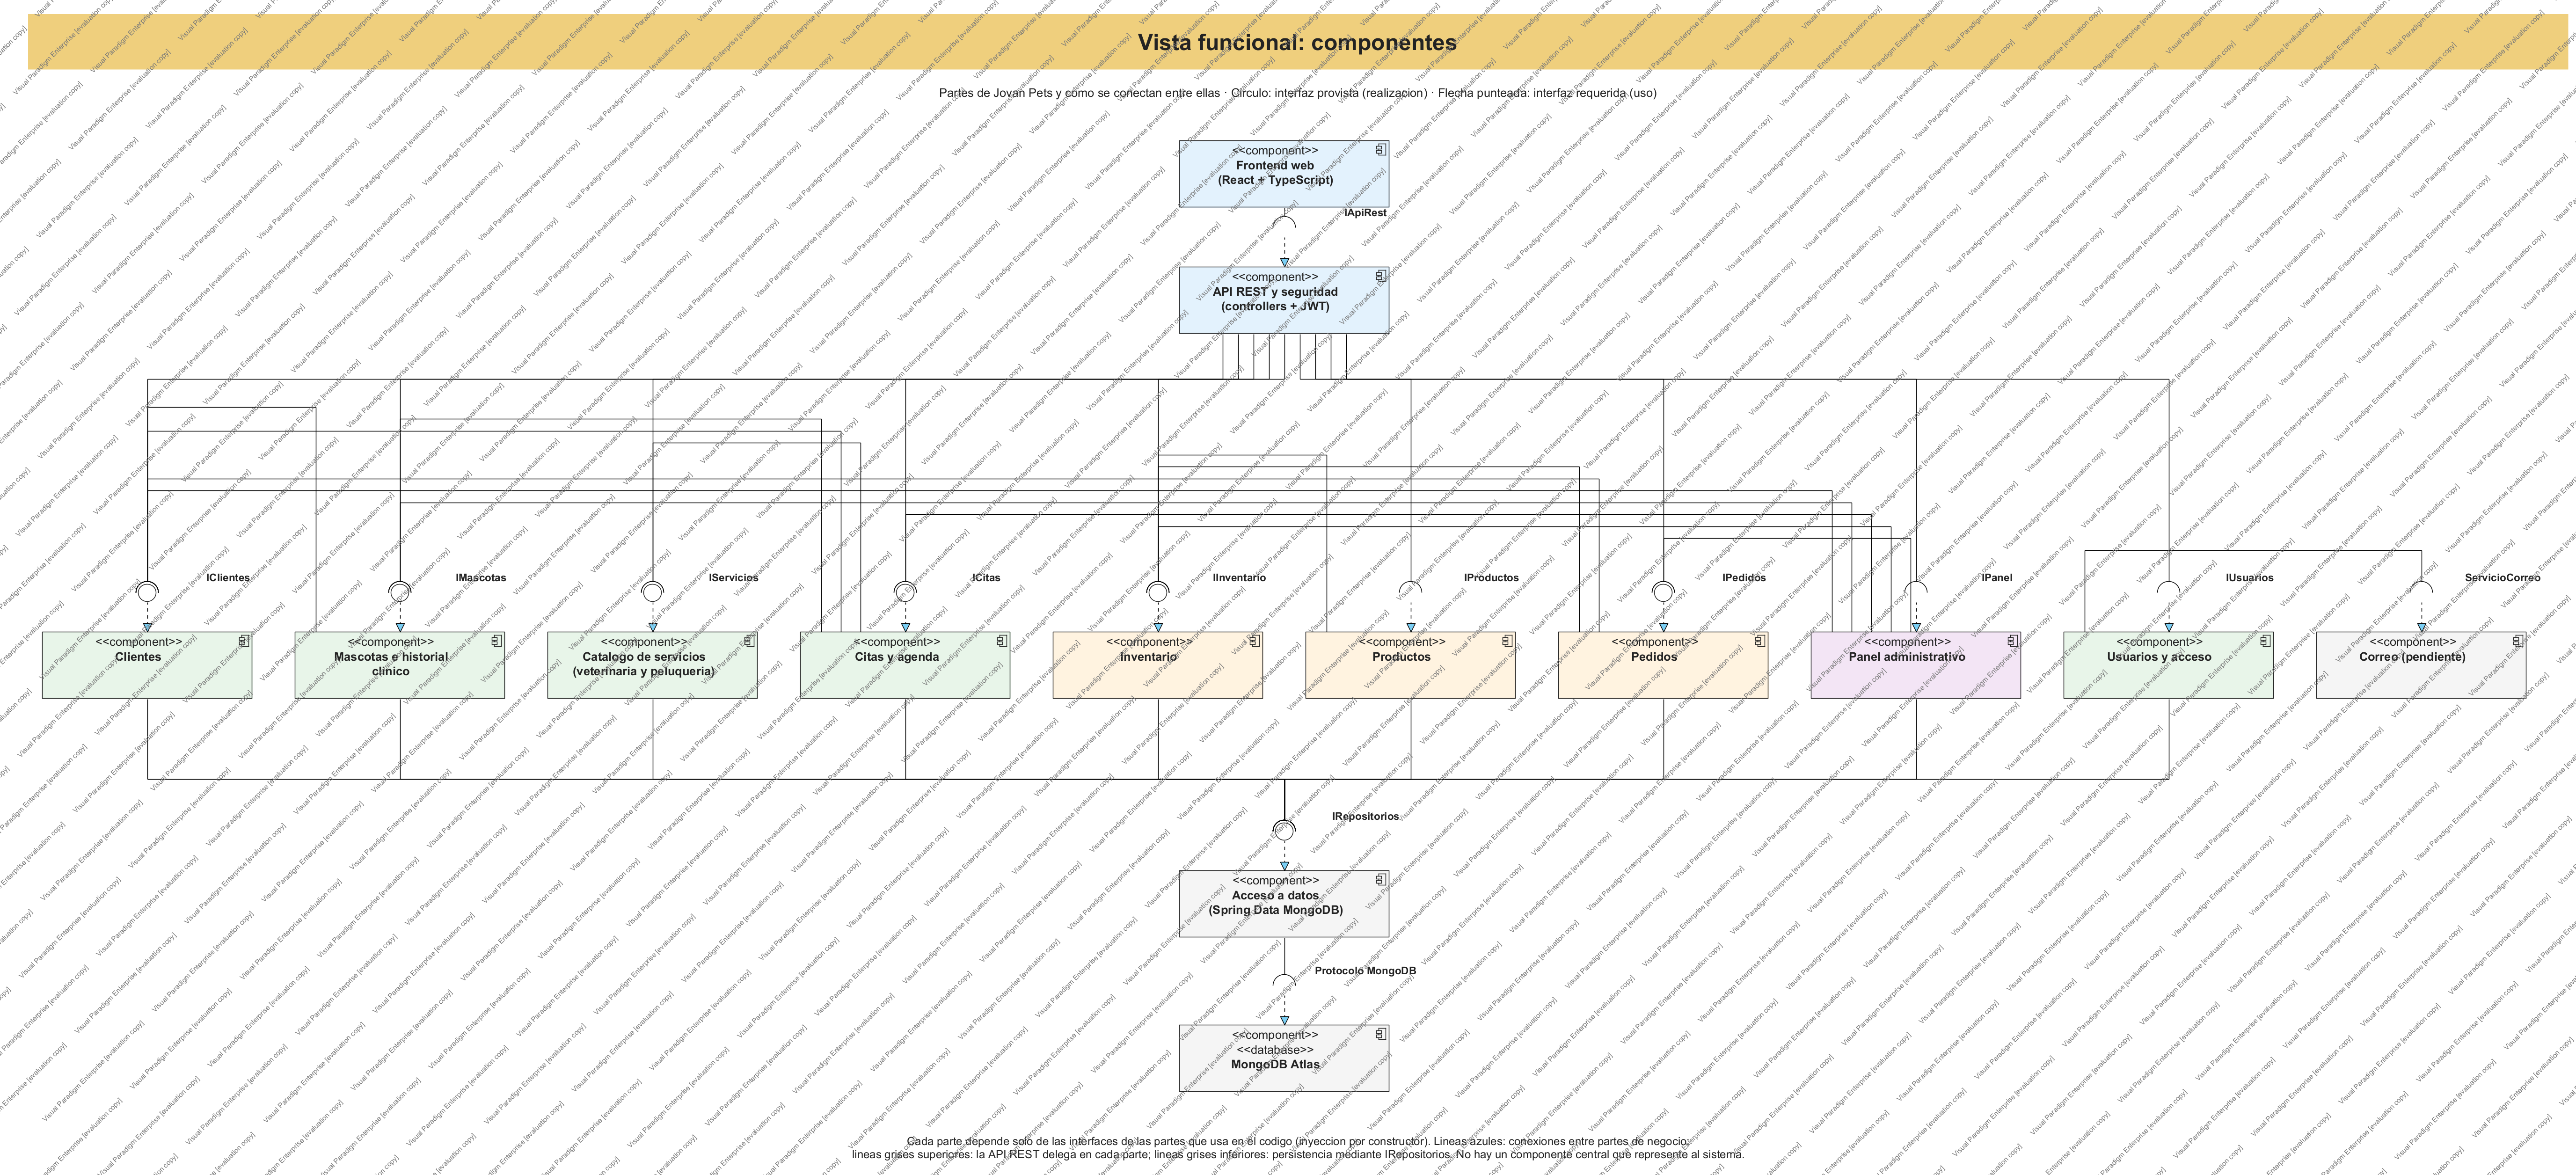 Vista funcional: componentes
Partes de Jovan Pets y como se conectan entre ellas · Circulo: interfaz provista (realizacion) · Flecha punteada: interfaz requerida (uso)
<<component>>
Frontend web
(React + TypeScript)
IApiRest
<<component>>
API REST y seguridad
(controllers + JWT)
IClientes
IMascotas
IServicios
ICitas
IInventario
IProductos
IPedidos
IPanel
IUsuarios
ServicioCorreo
<<component>>
Clientes
<<component>>
Mascotas e historial
clinico
<<component>>
Catalogo de servicios
(veterinaria y peluqueria)
<<component>>
Citas y agenda
<<component>>
Inventario
<<component>>
Productos
<<component>>
Pedidos
<<component>>
Panel administrativo
<<component>>
Usuarios y acceso
<<component>>
Correo (pendiente)
IRepositorios
<<component>>
Acceso a datos
(Spring Data MongoDB)
Protocolo MongoDB
<<component>>
<<database>>
MongoDB Atlas
Cada parte depende solo de las interfaces de las partes que usa en el codigo (inyeccion por constructor). Lineas azules: conexiones entre partes de negocio;
lineas grises superiores: la API REST delega en cada parte; lineas grises inferiores: persistencia mediante IRepositorios. No hay un componente central que represente al sistema.
Visual Paradigm Enterprise [evaluation copy]